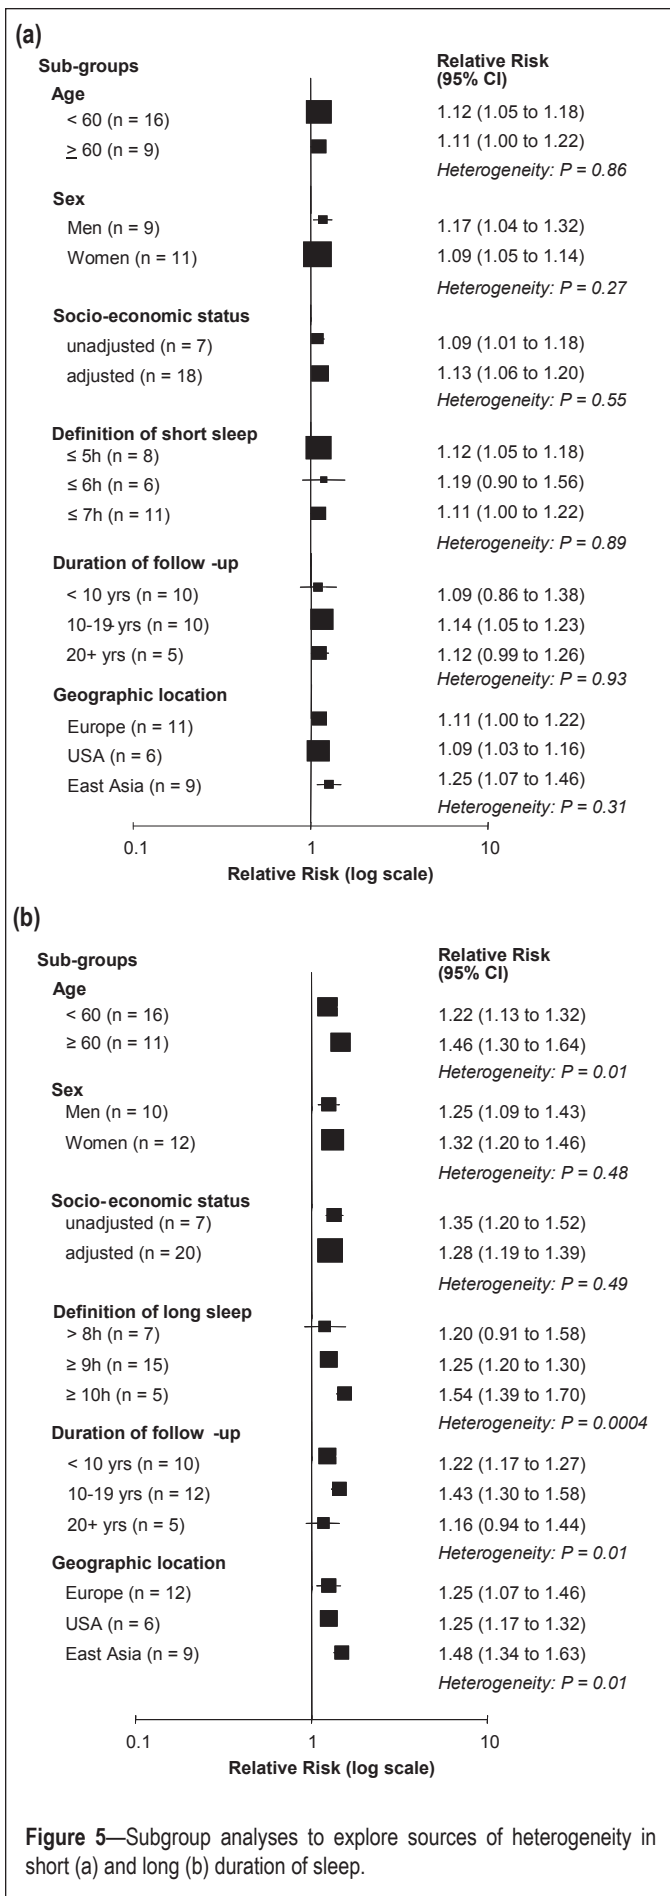 (a)
Sub-groups
Relative Risk
(95% CI)
Age
< 60 (n = 16) 1.12 (1.05 to 1.18)
≥ 60 (n = 9) 1.11 (1.00 to 1.22)
Heterogeneity: P = 0.86
Sex
Men (n = 9) 1.17 (1.04 to 1.32)
Women (n = 11) 1.09 (1.05 to 1.14)
Heterogeneity: P = 0.27
Socio-economic status
unadjusted (n = 7) 1.09 (1.01 to 1.18)
adjusted (n = 18) 1.13 (1.06 to 1.20)
Heterogeneity: P = 0.55
Definition of short sleep
≤ 5h (n = 8) 1.12 (1.05 to 1.18)
≤ 6h (n = 6) 1.19 (0.90 to 1.56)
≤ 7h (n = 11) 1.11 (1.00 to 1.22)
Heterogeneity: P = 0.89
Duration of follow -up
< 10 yrs (n = 10) 1.09 (0.86 to 1.38)
10-19 yrs (n = 10) 1.14 (1.05 to 1.23)
20+ yrs (n = 5) 1.12 (0.99 to 1.26)
Heterogeneity: P = 0.93
Geographic location
Europe (n = 11) 1.11 (1.00 to 1.22)
USA (n = 6) 1.09 (1.03 to 1.16)
East Asia (n = 9) 1.25 (1.07 to 1.46)
Heterogeneity: P = 0.31
0.1 1 10
Relative Risk (log scale)
(b)
Sub-groups
Relative Risk
(95% CI)
Age
< 60 (n = 16) 1.22 (1.13 to 1.32)
≥ 60 (n = 11) 1.46 (1.30 to 1.64)
Heterogeneity: P = 0.01
Sex
Men (n = 10) 1.25 (1.09 to 1.43)
Women (n = 12) 1.32 (1.20 to 1.46)
Heterogeneity: P = 0.48
Socio-economic status
unadjusted (n = 7) 1.35 (1.20 to 1.52)
adjusted (n = 20) 1.28 (1.19 to 1.39)
Heterogeneity: P = 0.49
Definition of long sleep
> 8h (n = 7) 1.20 (0.91 to 1.58)
≥ 9h (n = 15) 1.25 (1.20 to 1.30)
≥ 10h (n = 5) 1.54 (1.39 to 1.70)
Heterogeneity: P = 0.0004
Duration of follow -up
< 10 yrs (n = 10) 1.22 (1.17 to 1.27)
10-19 yrs (n = 12) 1.43 (1.30 to 1.58)
20+ yrs (n = 5) 1.16 (0.94 to 1.44)
Heterogeneity: P = 0.01
Geographic location
Europe (n = 12) 1.25 (1.07 to 1.46)
USA (n = 6) 1.25 (1.17 to 1.32)
East Asia (n = 9) 1.48 (1.34 to 1.63)
Heterogeneity: P = 0.01
0.1 1 10
Relative Risk (log scale)
Figure 5—Subgroup analyses to explore sources of heterogeneity in
short (a) and long (b) duration of sleep.